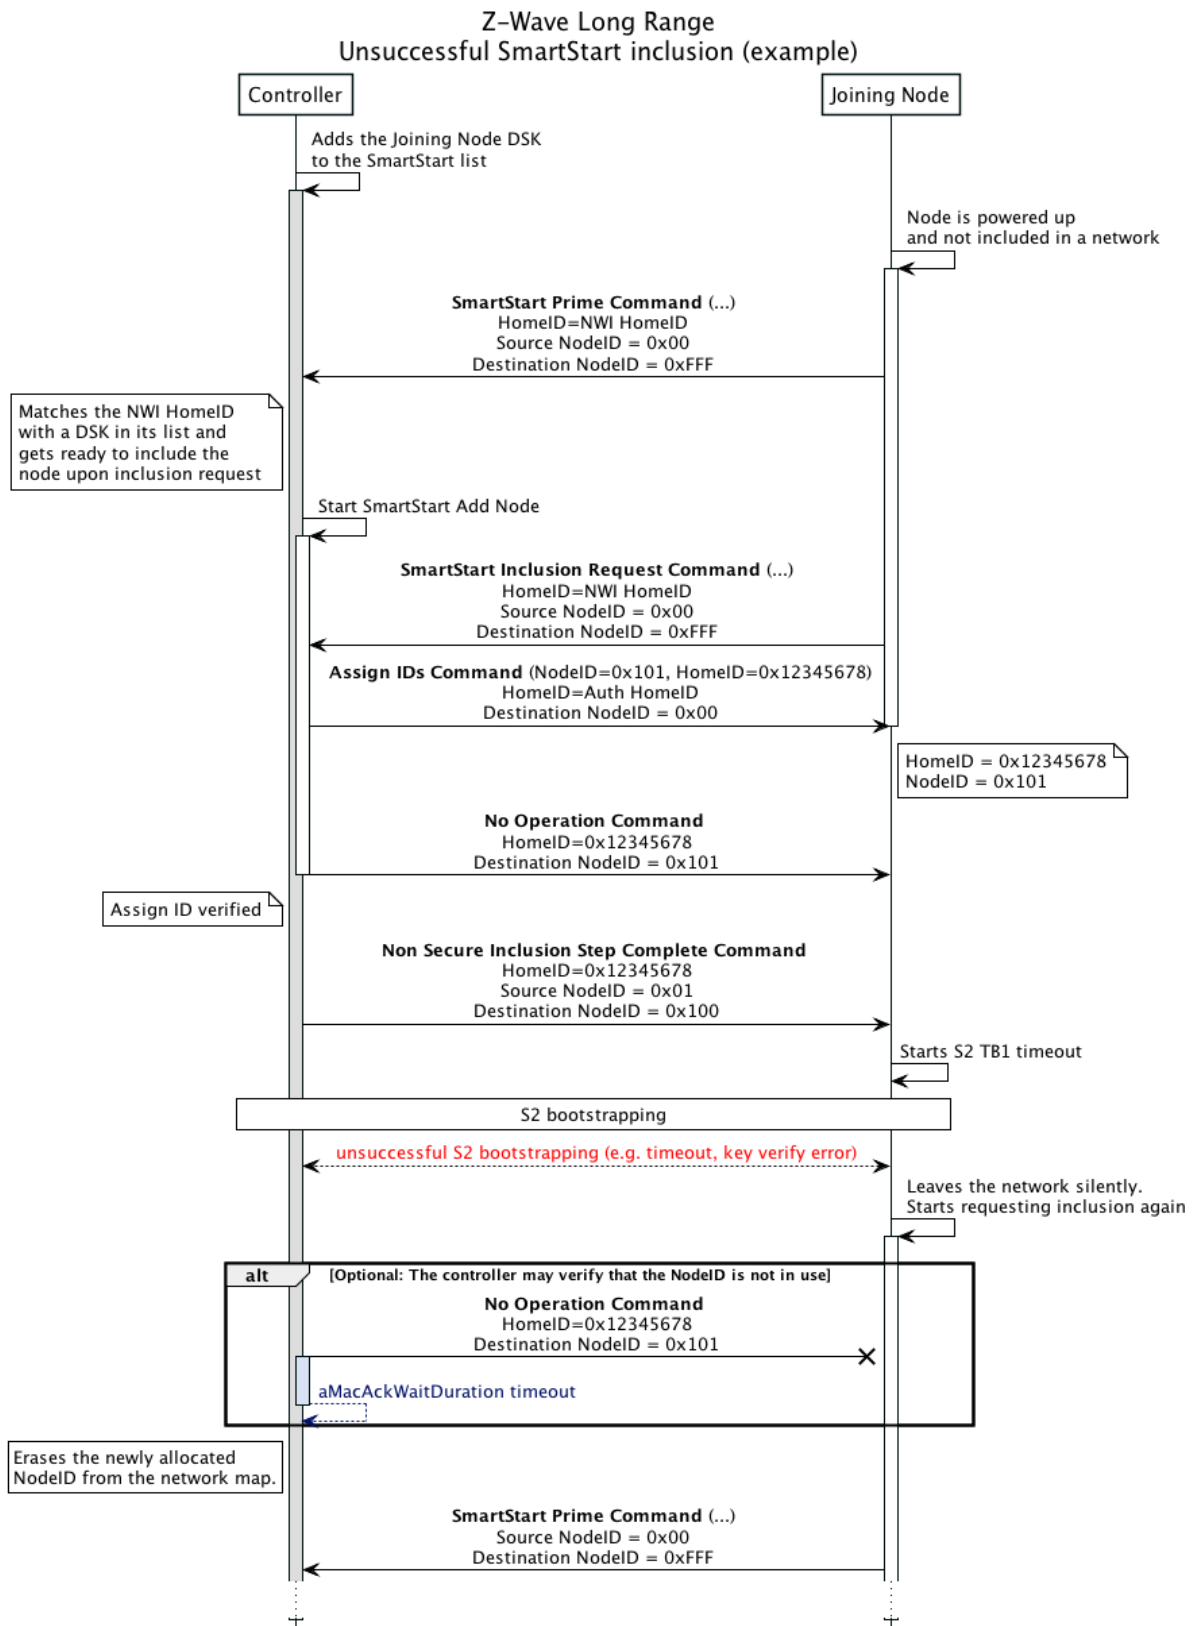 Z-Wave Long Range
Unsuccessful SmartStart inclusion (example)
Controller
Joining Node
Adds the Joining Node DSK
to the SmartStart list
Node is powered up
and not included in a network
SmartStart Prime Command (...)
HomeID=NWI HomeID
Source NodeID = 0x00
Destination NodeID = 0xFFF
Matches the NWI HomeID
with a DSK in its list and
gets ready to include the
node upon inclusion request
Start SmartStart Add Node
SmartStart Inclusion Request Command (...)
HomeID=NWI HomeID
Source NodeID = 0x00
Destination NodeID = 0xFFF
Assign IDs Command (NodeID=0x101, HomeID=0x12345678)
HomeID=Auth HomeID
Destination NodeID = 0x00
HomeID = 0x12345678
NodeID = 0x101
No Operation Command
HomeID=0x12345678
Destination NodeID = 0x101
Assign ID verified
Non Secure Inclusion Step Complete Command
HomeID=0x12345678
Source NodeID = 0x01
Destination NodeID = 0x100
Starts S2 TB1 timeout
S2 bootstrapping
unsuccessful S2 bootstrapping (e.g. timeout, key verify error)
Leaves the network silently.
Starts requesting inclusion again
alt [Optional: The controller may verify that the NodeID is not in use]
No Operation Command
HomeID=0x12345678
Destination NodeID = 0x101
aMacAckWaitDuration timeout
Erases the newly allocated
NodeID from the network map.
SmartStart Prime Command (...)
Source NodeID = 0x00
Destination NodeID = 0xFFF